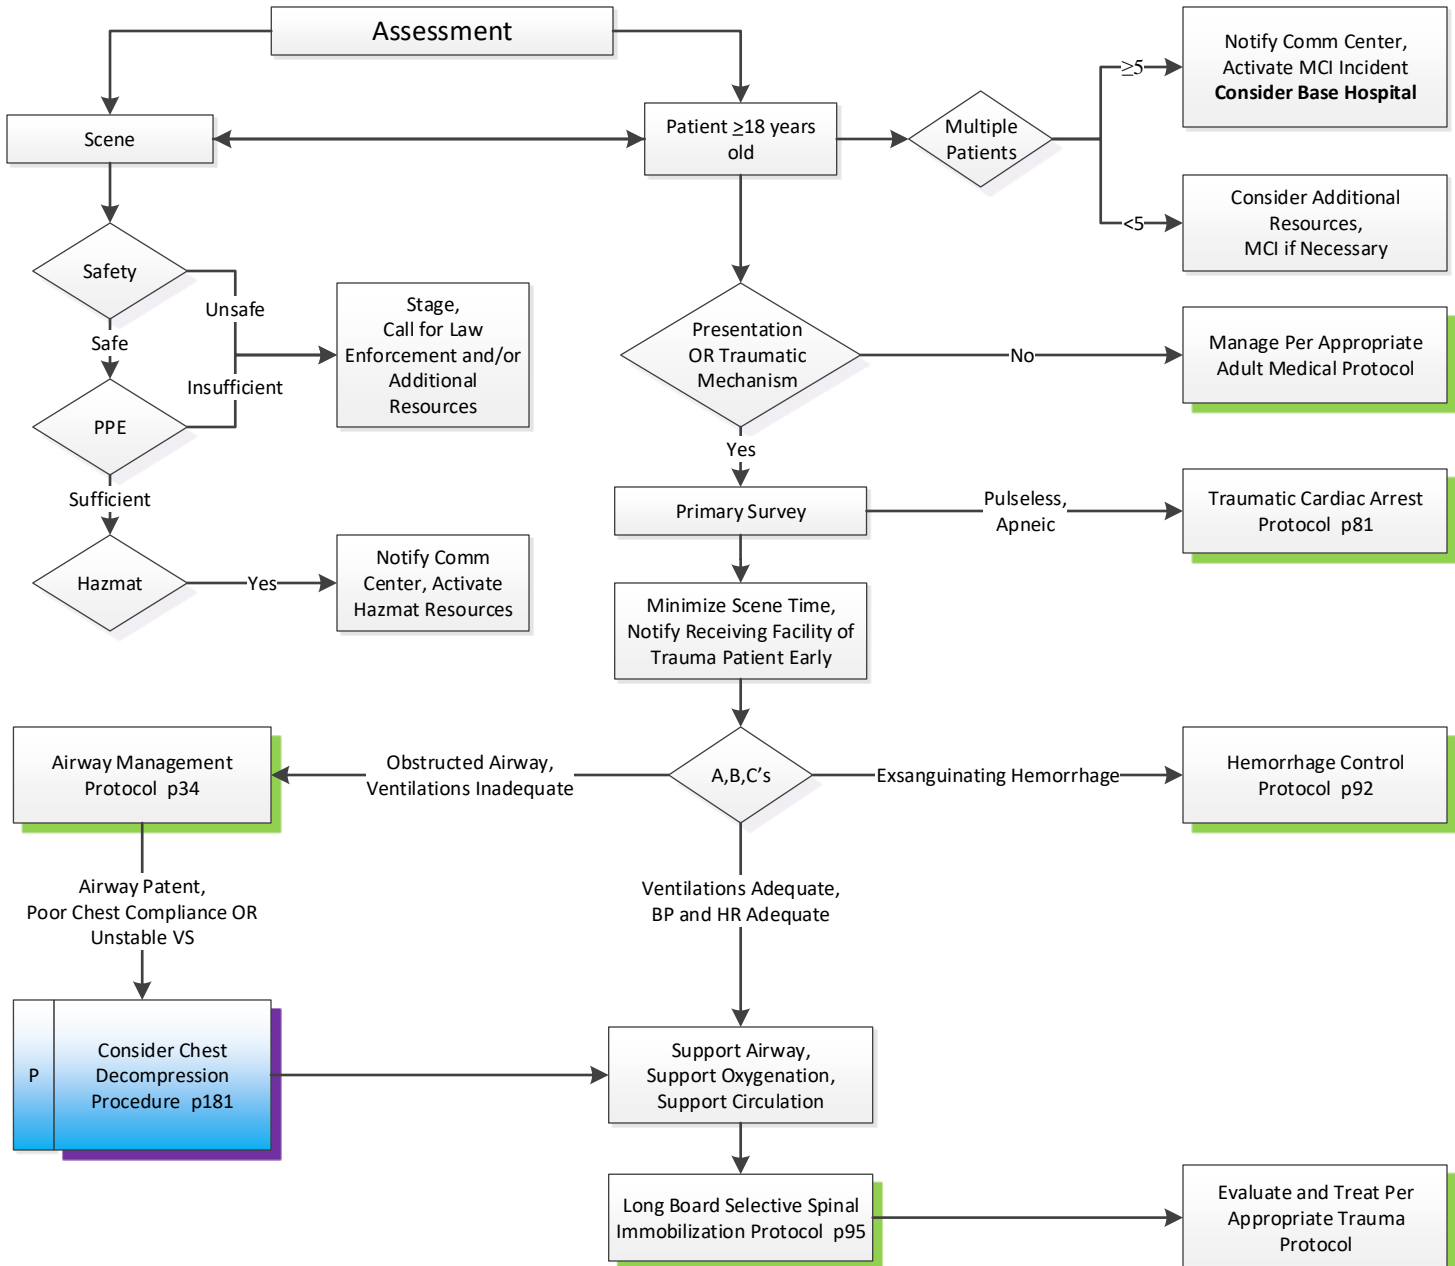 Assessment
Scene
Patient ≥18 years
old
Multiple
Patients
≥5
Notify Comm Center,
Activate MCI Incident
Consider Base Hospital
<5
Consider Additional
Resources,
MCI if Necessary
Safety
Unsafe
Safe
Insufficient
Stage,
Call for Law
Enforcement and/or
Additional
Resources
PPE
Sufficient
Hazmat
Yes
Notify Comm
Center, Activate
Hazmat Resources
Presentation
OR Traumatic
Mechanism
No
Manage Per Appropriate
Adult Medical Protocol
Yes
Primary Survey
Pulseless,
Apneic
Traumatic Cardiac Arrest
Protocol p81
Minimize Scene Time,
Notify Receiving Facility of
Trauma Patient Early
A,B,C’s
Obstructed Airway,
Ventilations Inadequate
Airway Management
Protocol p34
Exsanguinating Hemorrhage
Hemorrhage Control
Protocol p92
Airway Patent,
Poor Chest Compliance OR
Unstable VS
Ventilations Adequate,
BP and HR Adequate
P
Consider Chest
Decompression
Procedure p181
Support Airway,
Support Oxygenation,
Support Circulation
Long Board Selective Spinal
Immobilization Protocol p95
Evaluate and Treat Per
Appropriate Trauma
Protocol